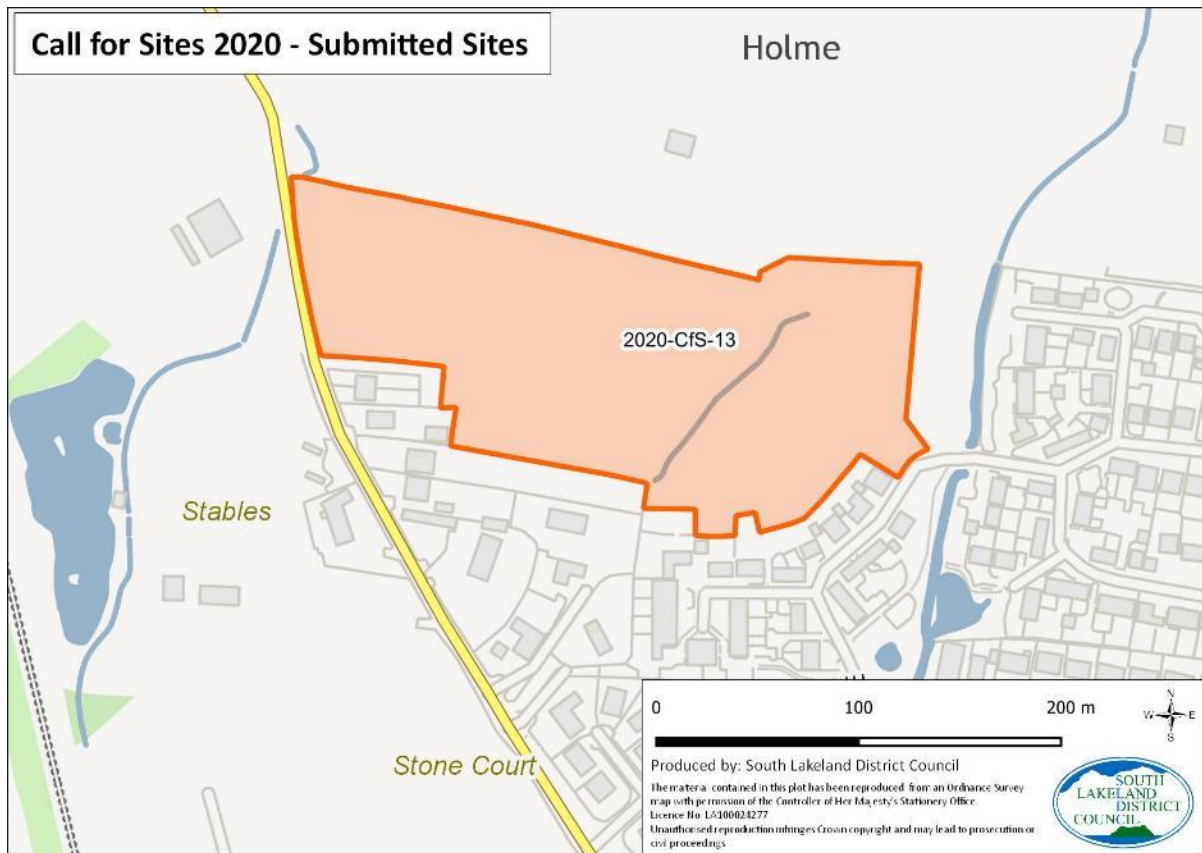 Call for Sites 2020 - Submitted Sites
Holme
2020-CfS-13
Stables
Stone Court
0 100 200 m
N
W E
S
Produced by: South Lakeland District Council
The material contained in this plot has been reproduced from an Ordnance Survey
map with permission of the Controller of Her Majesty's Stationery Office.
Licence No. LA100024277
Unauthorised reproduction infringes Crown copyright and may lead to prosecution or
civil proceedings
SOUTH
LAKELAND
DISTRICT
COUNCIL